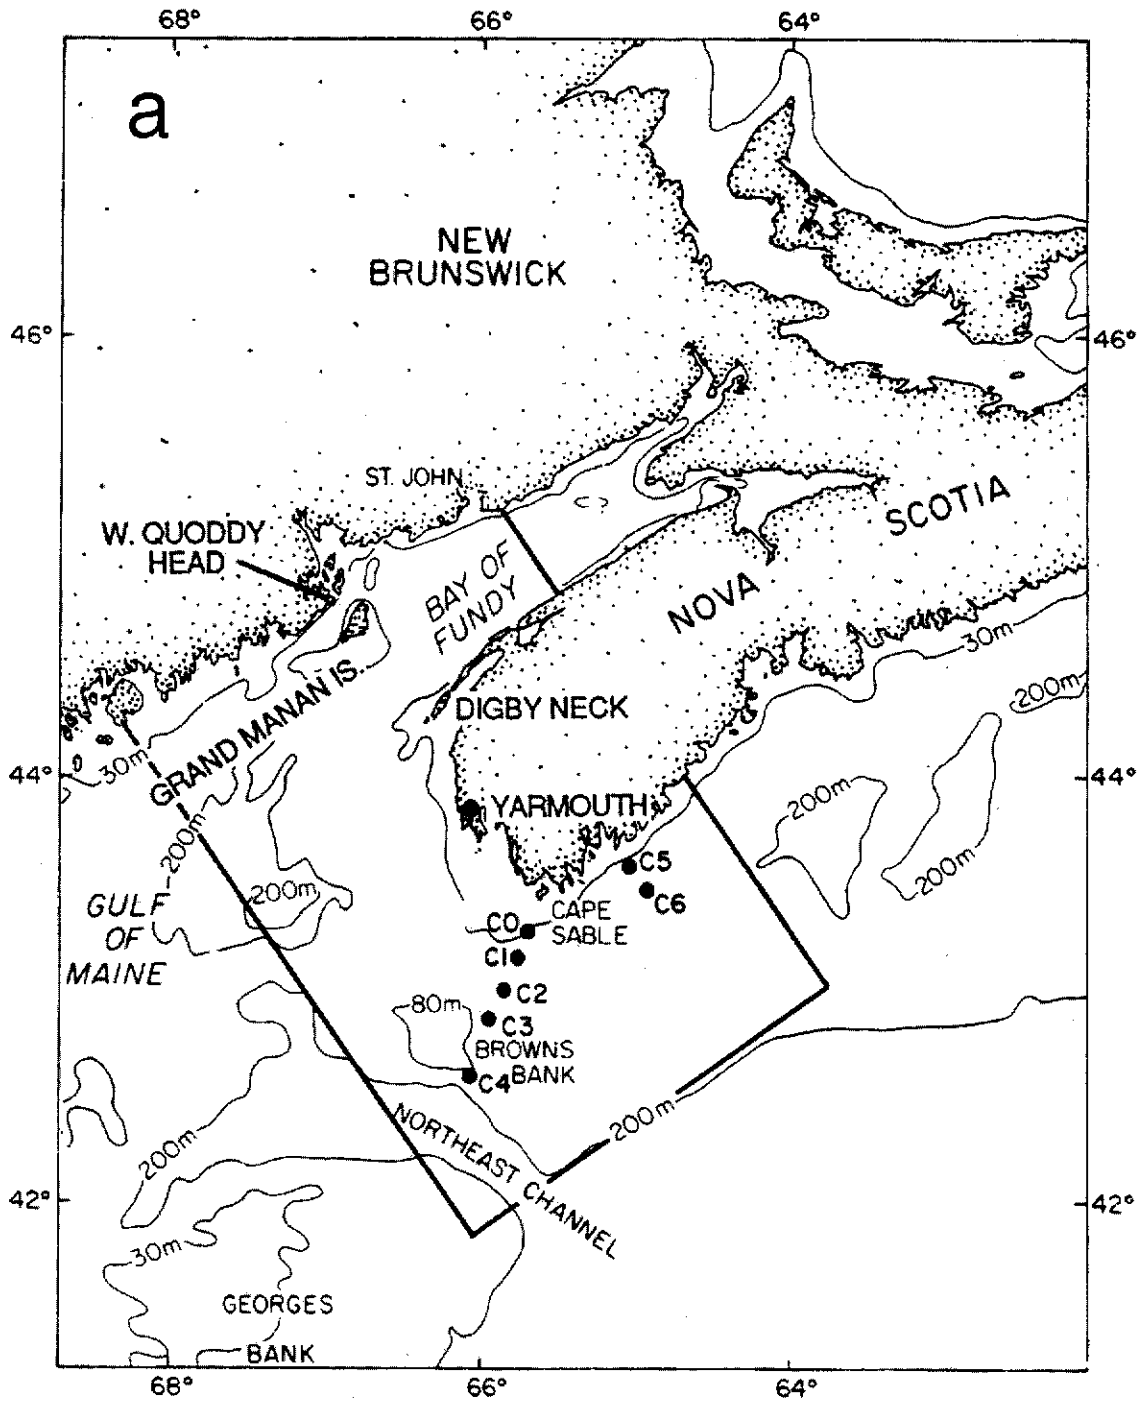 68°
66°
64°
a
NEW
BRUNSWICK
46°
46°
ST. JOHN
W. QUODDY
HEAD
BAY OF
FUNDY
NOVA
SCOTIA
30m
200m
DIGBY NECK
GRAND MANAN IS.
30m
44°
44°
YARMOUTH
200m
200m
200m
200m
GULF
OF
MAINE
C5
C6
C0
CAPE
SABLE
C1
C2
80m
C3
BROWNS
BANK
C4
NORTHEAST CHANNEL
200m
200m
42°
42°
30m
GEORGES
BANK
68°
66°
64°